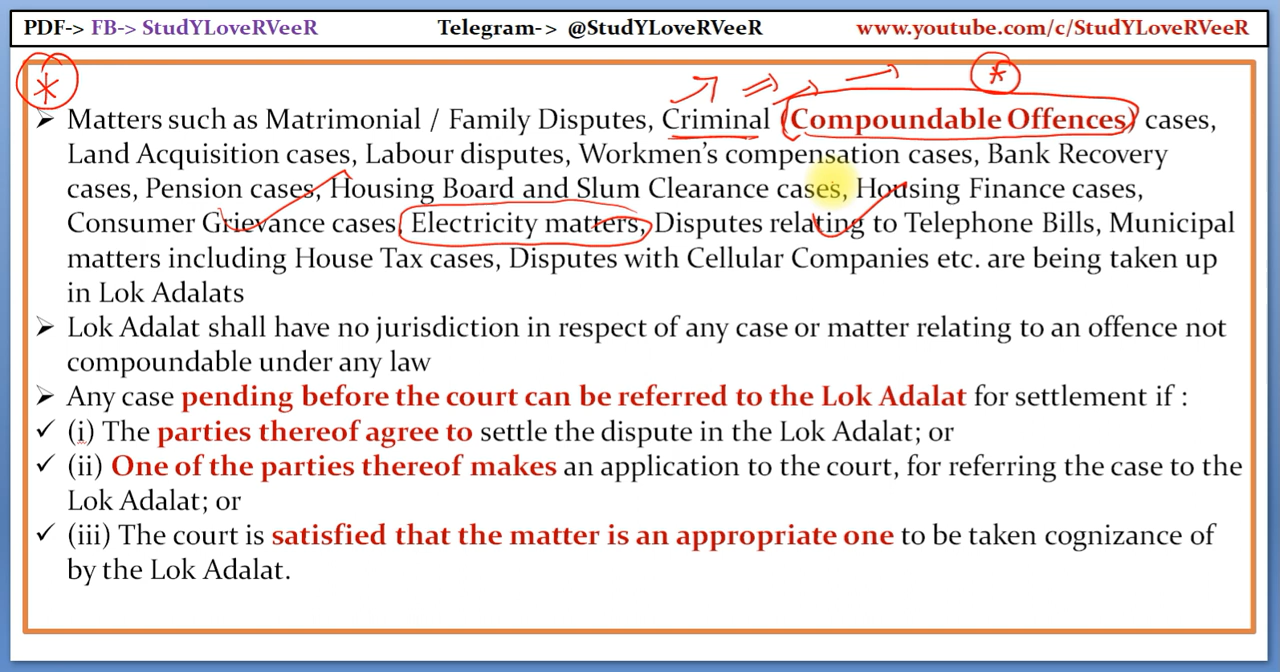 PDF-> FB-> StudYLoveRVeeR Telegram-> @StudYLoveRVeeR www.youtube.com/c/StudYLoveRVeeR
➤ Matters such as Matrimonial / Family Disputes, Criminal (Compoundable Offences) cases,
Land Acquisition cases, Labour disputes, Workmen's compensation cases, Bank Recovery
cases, Pension cases, Housing Board and Slum Clearance cases, Housing Finance cases,
Consumer Grievance cases, Electricity matters, Disputes relating to Telephone Bills, Municipal
matters including House Tax cases, Disputes with Cellular Companies etc. are being taken up
in Lok Adalats
➤ Lok Adalat shall have no jurisdiction in respect of any case or matter relating to an offence not
compoundable under any law
➤ Any case pending before the court can be referred to the Lok Adalat for settlement if :
✓ (i) The parties thereof agree to settle the dispute in the Lok Adalat; or
✓ (ii) One of the parties thereof makes an application to the court, for referring the case to the
Lok Adalat; or
✓ (iii) The court is satisfied that the matter is an appropriate one to be taken cognizance of
by the Lok Adalat.